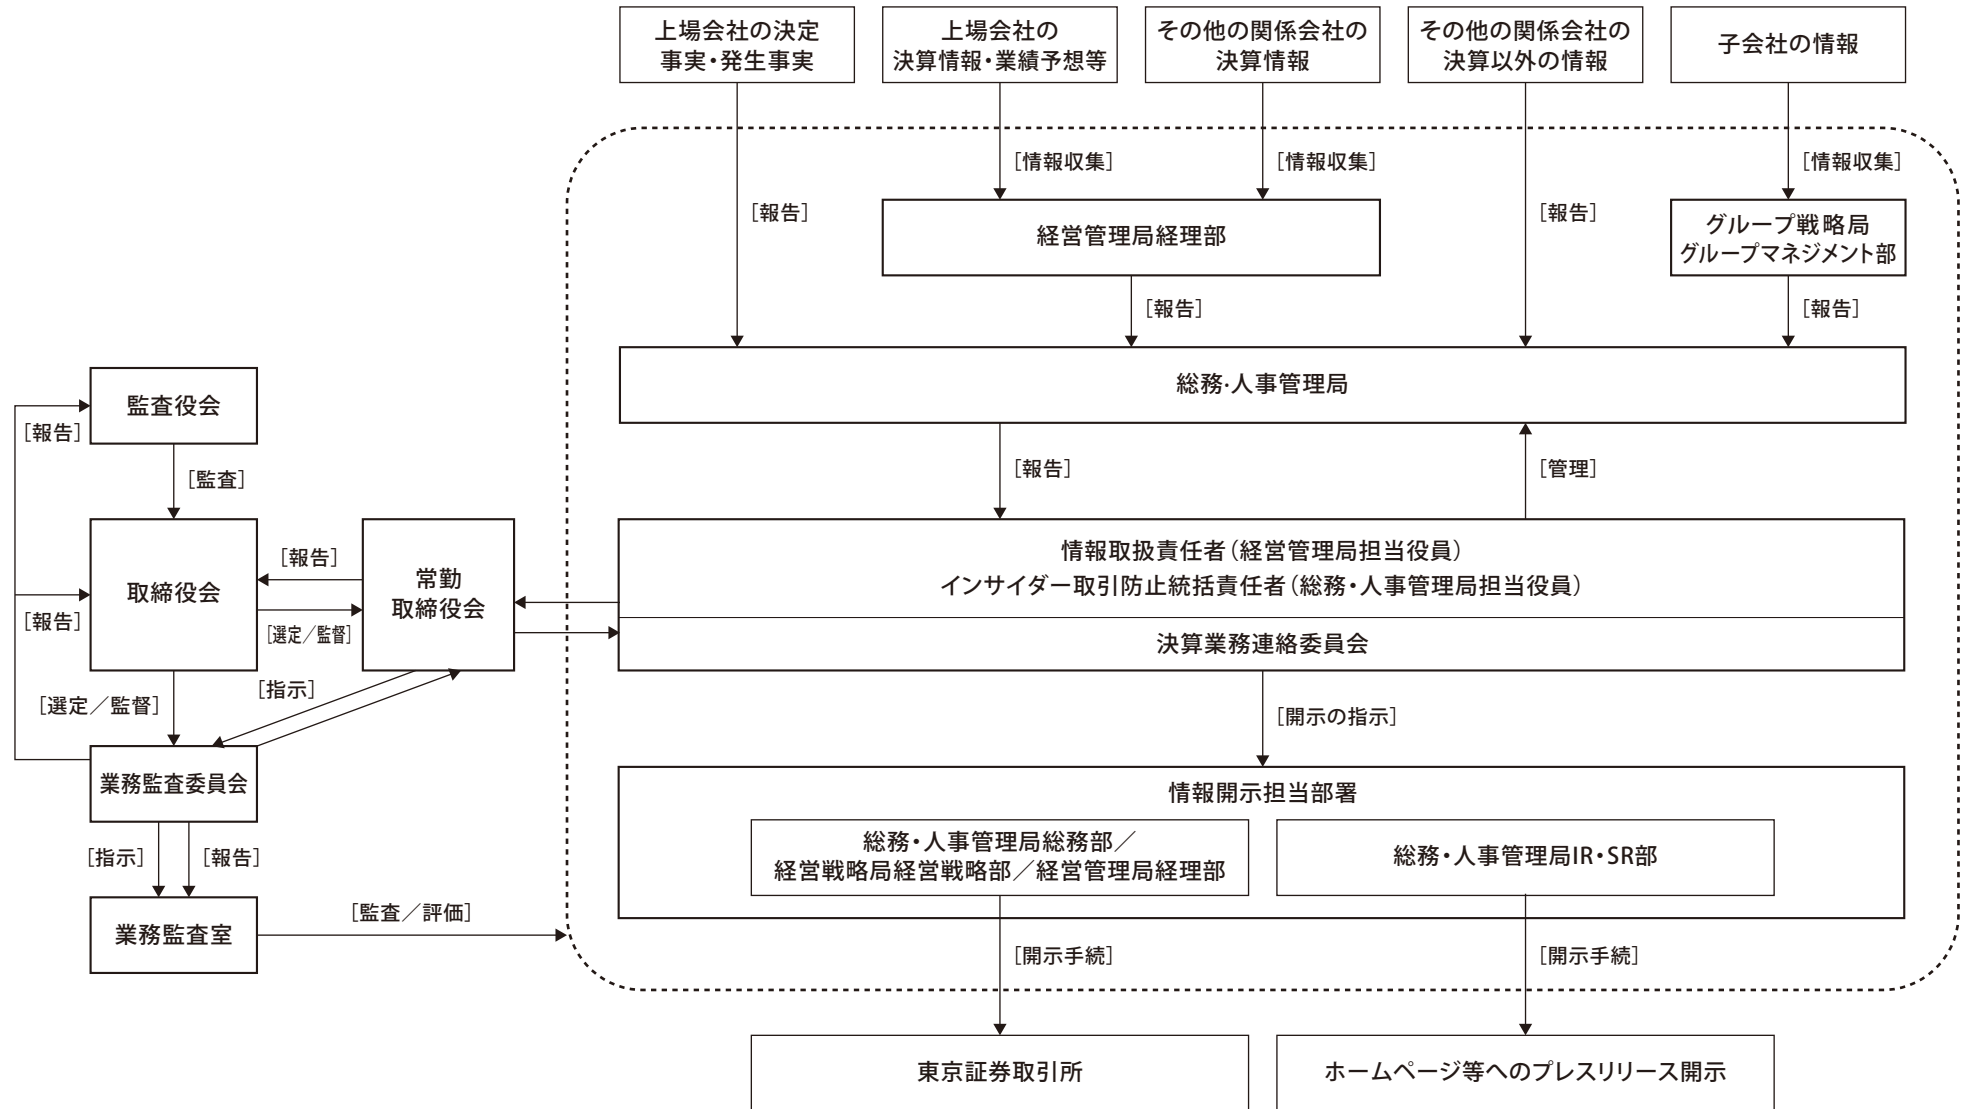 上場会社の決定
事実・発生事実
上場会社の
決算情報・業績予想等
その他の関係会社の
決算情報
その他の関係会社の
決算以外の情報
子会社の情報
［情報収集］
［情報収集］
［情報収集］
［報告］
［報告］
経営管理局経理部
グループ戦略局
グループマネジメント部
［報告］
［報告］
総務・人事管理局
監査役会
［報告］
［監査］
［報告］
［管理］
取締役会
［報告］
［報告］
［選定／監督］
常勤
取締役会
情報取扱責任者（経営管理局担当役員）
インサイダー取引防止統括責任者（総務・人事管理局担当役員）
決算業務連絡委員会
［選定／監督］
［指示］
［開示の指示］
業務監査委員会
［指示］
［報告］
業務監査室
［監査／評価］
情報開示担当部署
総務・人事管理局総務部／
経営戦略局経営戦略部／経営管理局経理部
総務・人事管理局IR・SR部
［開示手続］
［開示手続］
東京証券取引所
ホームページ等へのプレスリリース開示